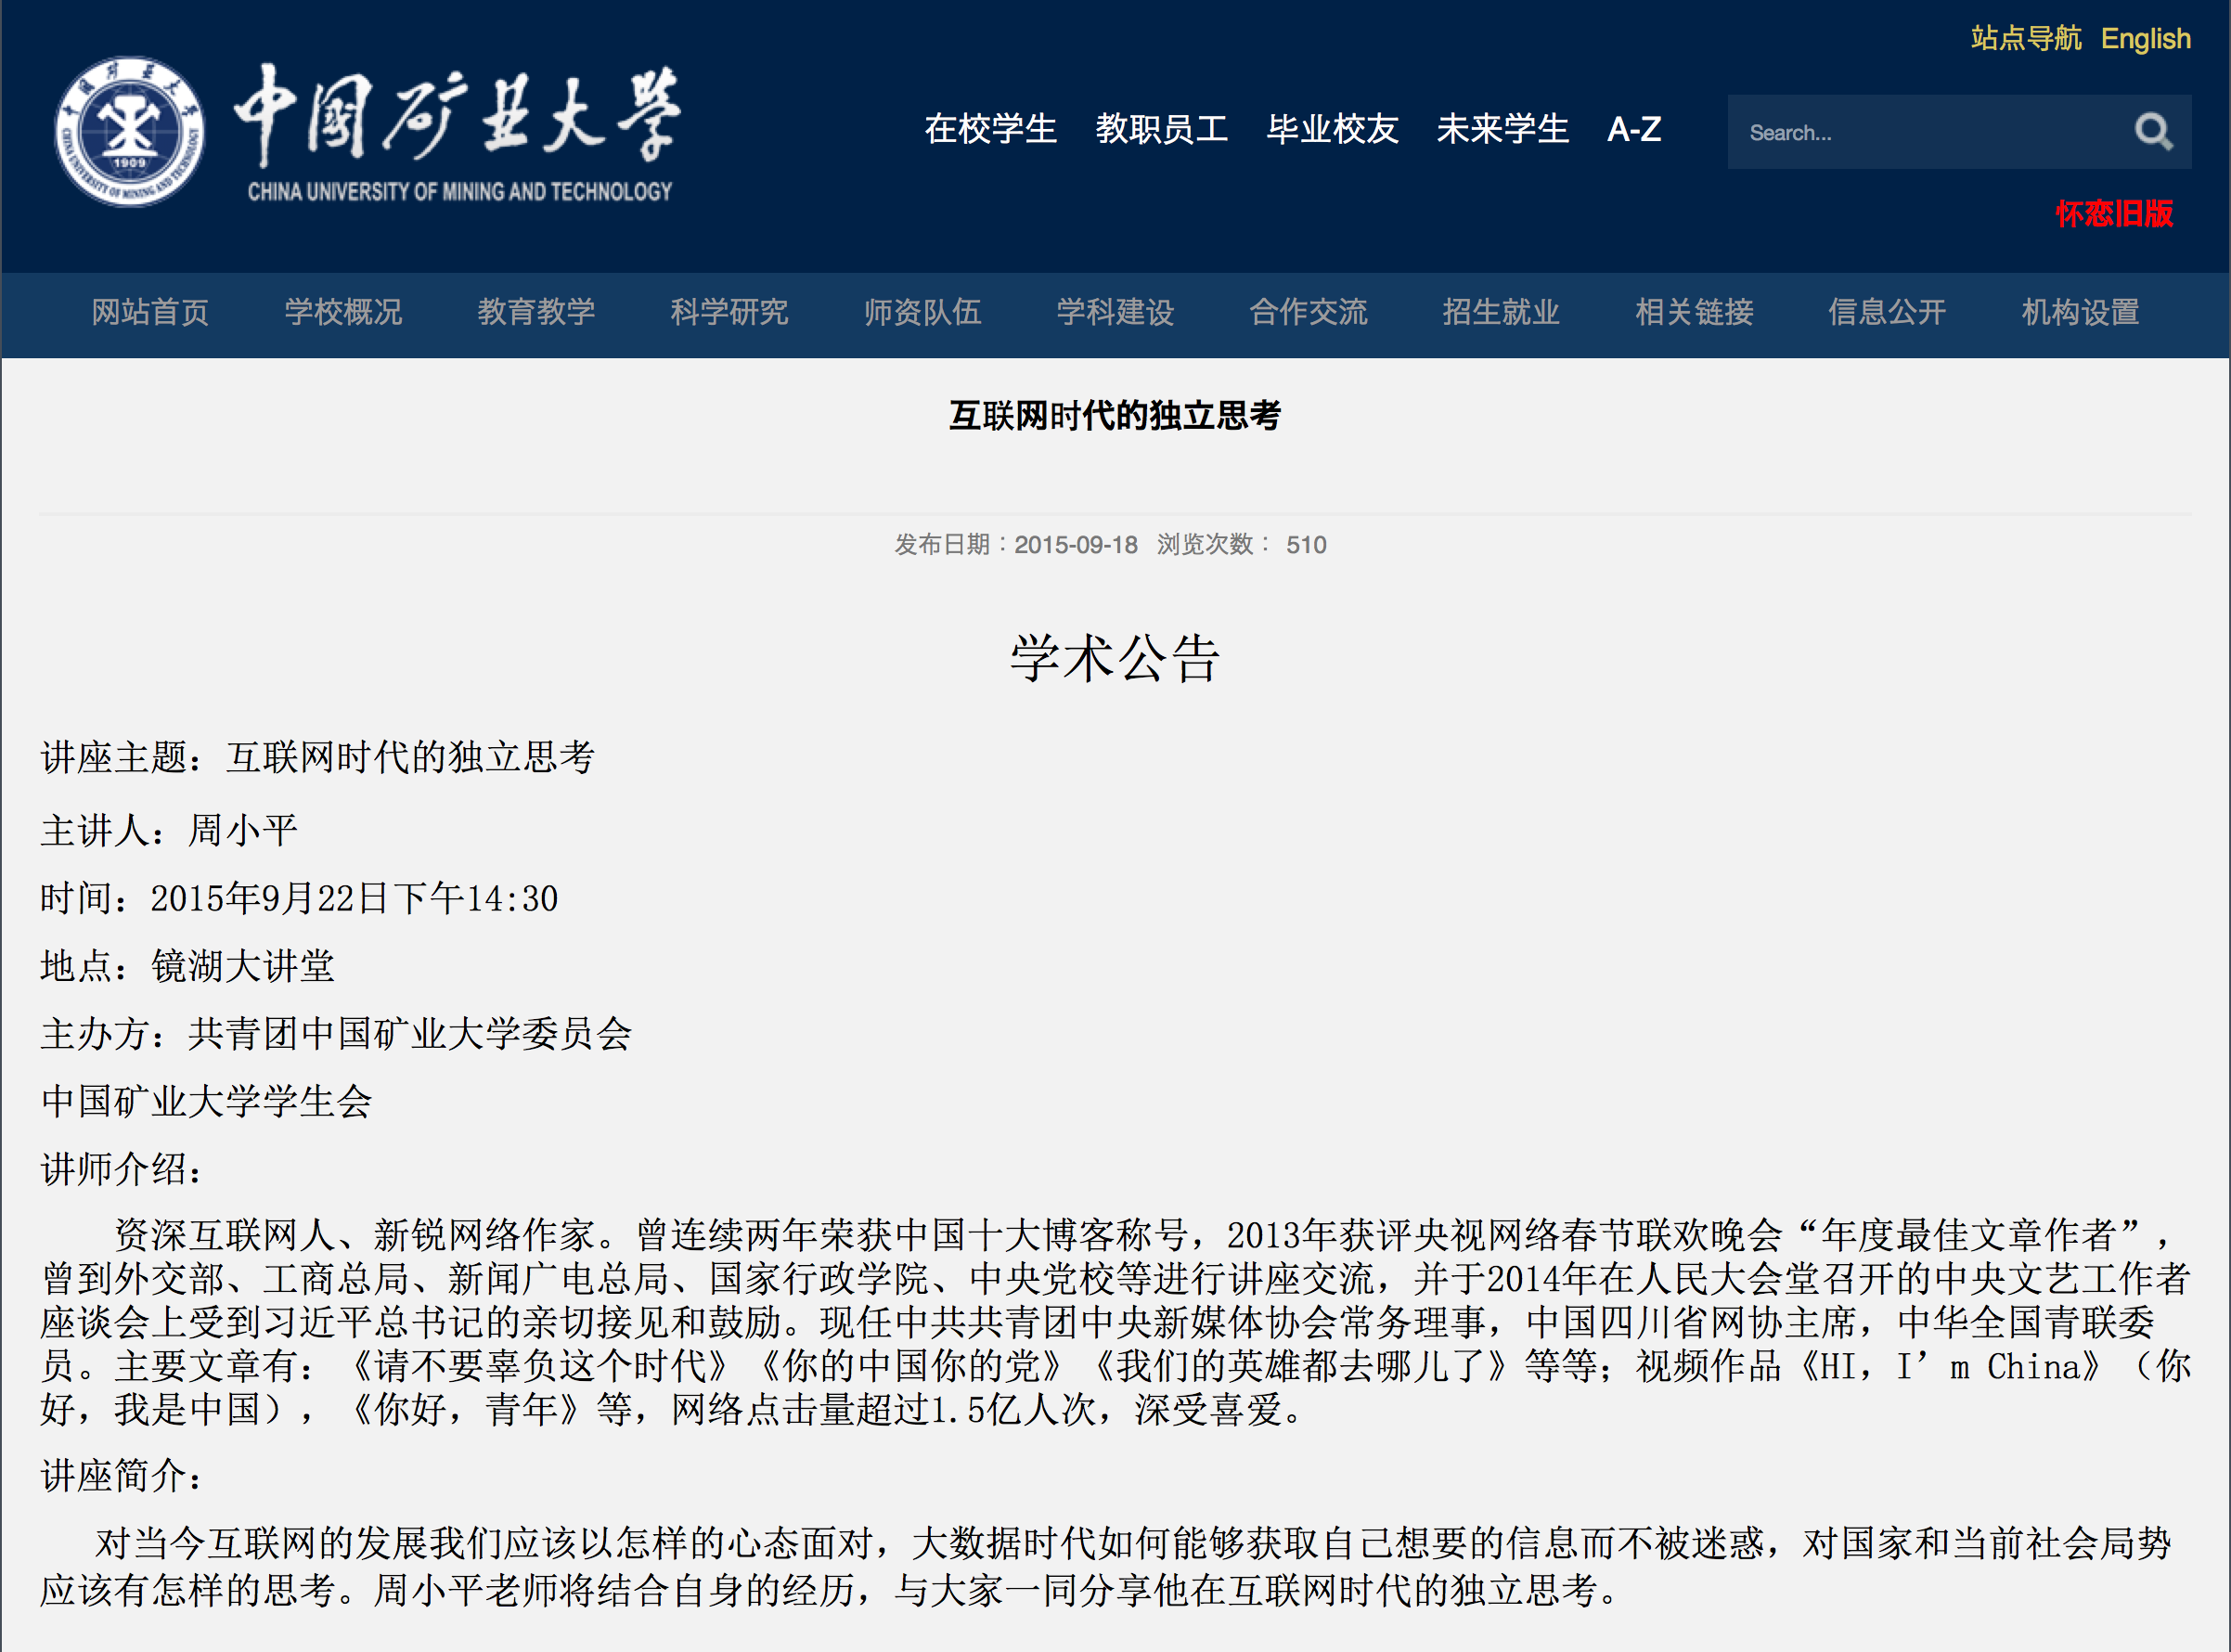 站点导航 English
中国矿业大学
CHINA UNIVERSITY OF MINING AND TECHNOLOGY
中国矿业大学
CHINA UNIVERSITY OF MINING AND TECHNOLOGY
1909
在校学生 教职员工 毕业校友 未来学生 A-Z
Search...
怀恋旧版
网站首页 学校概况 教育教学 科学研究 师资队伍 学科建设 合作交流 招生就业 相关链接 信息公开 机构设置
互联网时代的独立思考
发布日期：2015-09-18 浏览次数： 510
学术公告
讲座主题：互联网时代的独立思考
主讲人：周小平
时间：2015年9月22日下午14:30
地点：镜湖大讲堂
主办方：共青团中国矿业大学委员会
中国矿业大学学生会
讲师介绍：
资深互联网人、新锐网络作家。曾连续两年荣获中国十大博客称号，2013年获评央视网络春节联欢晚会“年度最佳文章作者”，
曾到外交部、工商总局、新闻广电总局、国家行政学院、中央党校等进行讲座交流，并于2014年在人民大会堂召开的中央文艺工作者
座谈会上受到习近平总书记的亲切接见和鼓励。现任中共共青团中央新媒体协会常务理事，中国四川省网协主席，中华全国青联委
员。主要文章有：《请不要辜负这个时代》《你的中国你的党》《我们的英雄都去哪儿了》等等；视频作品《HI，I’m China》（你
好，我是中国），《你好，青年》等，网络点击量超过1.5亿人次，深受喜爱。
讲座简介：
对当今互联网的发展我们应该以怎样的心态面对，大数据时代如何能够获取自己想要的信息而不被迷惑，对国家和当前社会局势
应该有怎样的思考。周小平老师将结合自身的经历，与大家一同分享他在互联网时代的独立思考。